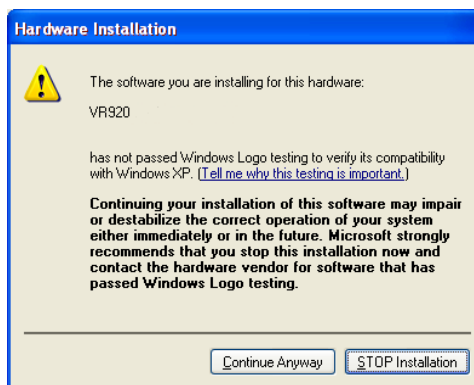 Hardware Installation
The software you are installing for this hardware:
VR920
has not passed Windows Logo testing to verify its compatibility
with Windows XP. (Tell me why this testing is important.)
Continuing your installation of this software may impair
or destabilize the correct operation of your system
either immediately or in the future. Microsoft strongly
recommends that you stop this installation now and
contact the hardware vendor for software that has
passed Windows Logo testing.
Continue Anyway STOP Installation